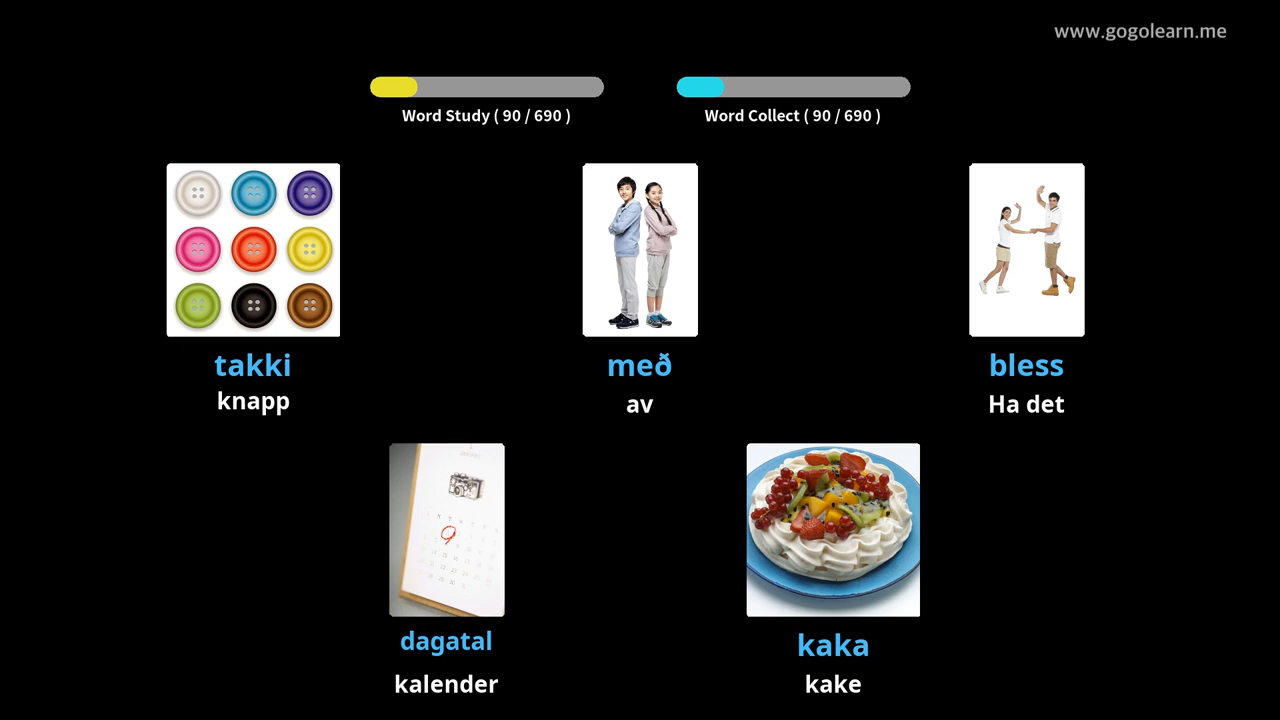 www.gogolearn.me
Word Study ( 90 / 690 )
Word Collect ( 90 / 690 )
takki
knapp
með
av
bless
Ha det
dagatal
kalender
kaka
kake